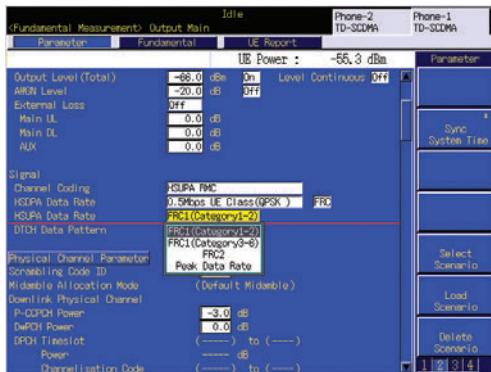 Idle
Phone-2
TD-SCDMA
Phone-1
TD-SCDMA
<Fundamental Measurement> Output Main
Parameter Fundamental UE Report
UE Power : -55.3 dBm
Parameter
Output Level(Total) -66.0 dBm On Level Continuous Off
AWGN Level -20.0 dB Off
External Loss Off
Main UL 0.0 dB
Main DL 0.0 dB
AUX 0.0 dB
Sync
System Time
Signal
Channel Coding HSUPA RMC
HSDPA Data Rate 0.5Mbps UE Class(QPSK ) FRC
HSUPA Data Rate FRC1(Category1-2)
DTCH Data Pattern
FRC1(Category1-2)
FRC1(Category3-6)
FRC2
Peak Data Rate
Physical Channel Parameter
Scrambling Code ID
Midamble Allocation Mode (Default Midamble)
Downlink Physical Channel
P-CCPCH Power -3.0 dB
DwPCH Power 0.0 dB
DPCH Timeslot (----) to (----)
Power ----- dB
Channelisation Code (----) to (----)
Select
Scenario
Load
Scenario
Delete
Scenario
1 2 3 4